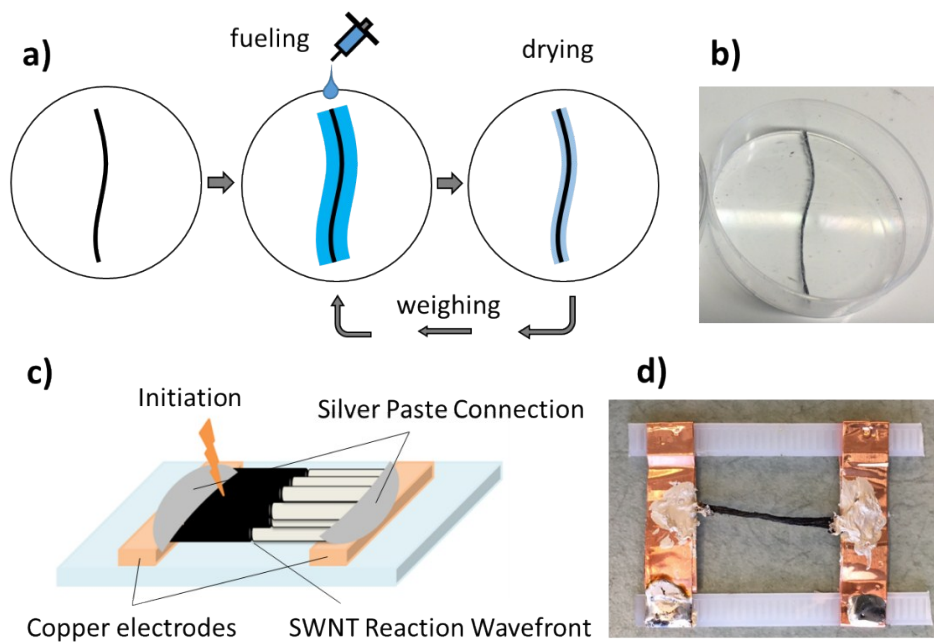 a)
fueling
drying
b)
weighing
c)
Initiation
Silver Paste Connection
d)
Copper electrodes
SWNT Reaction Wavefront